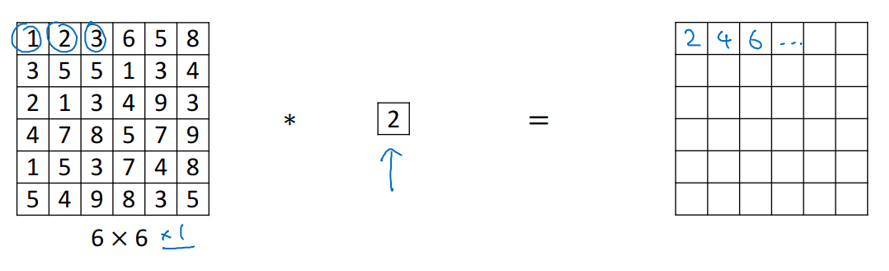 1 2 3 6 5 8
3 5 5 1 3 4
2 1 3 4 9 3
4 7 8 5 7 9
1 5 3 7 4 8
5 4 9 8 3 5
6 × 6 ×1
*
2
=
2 4 6 ...